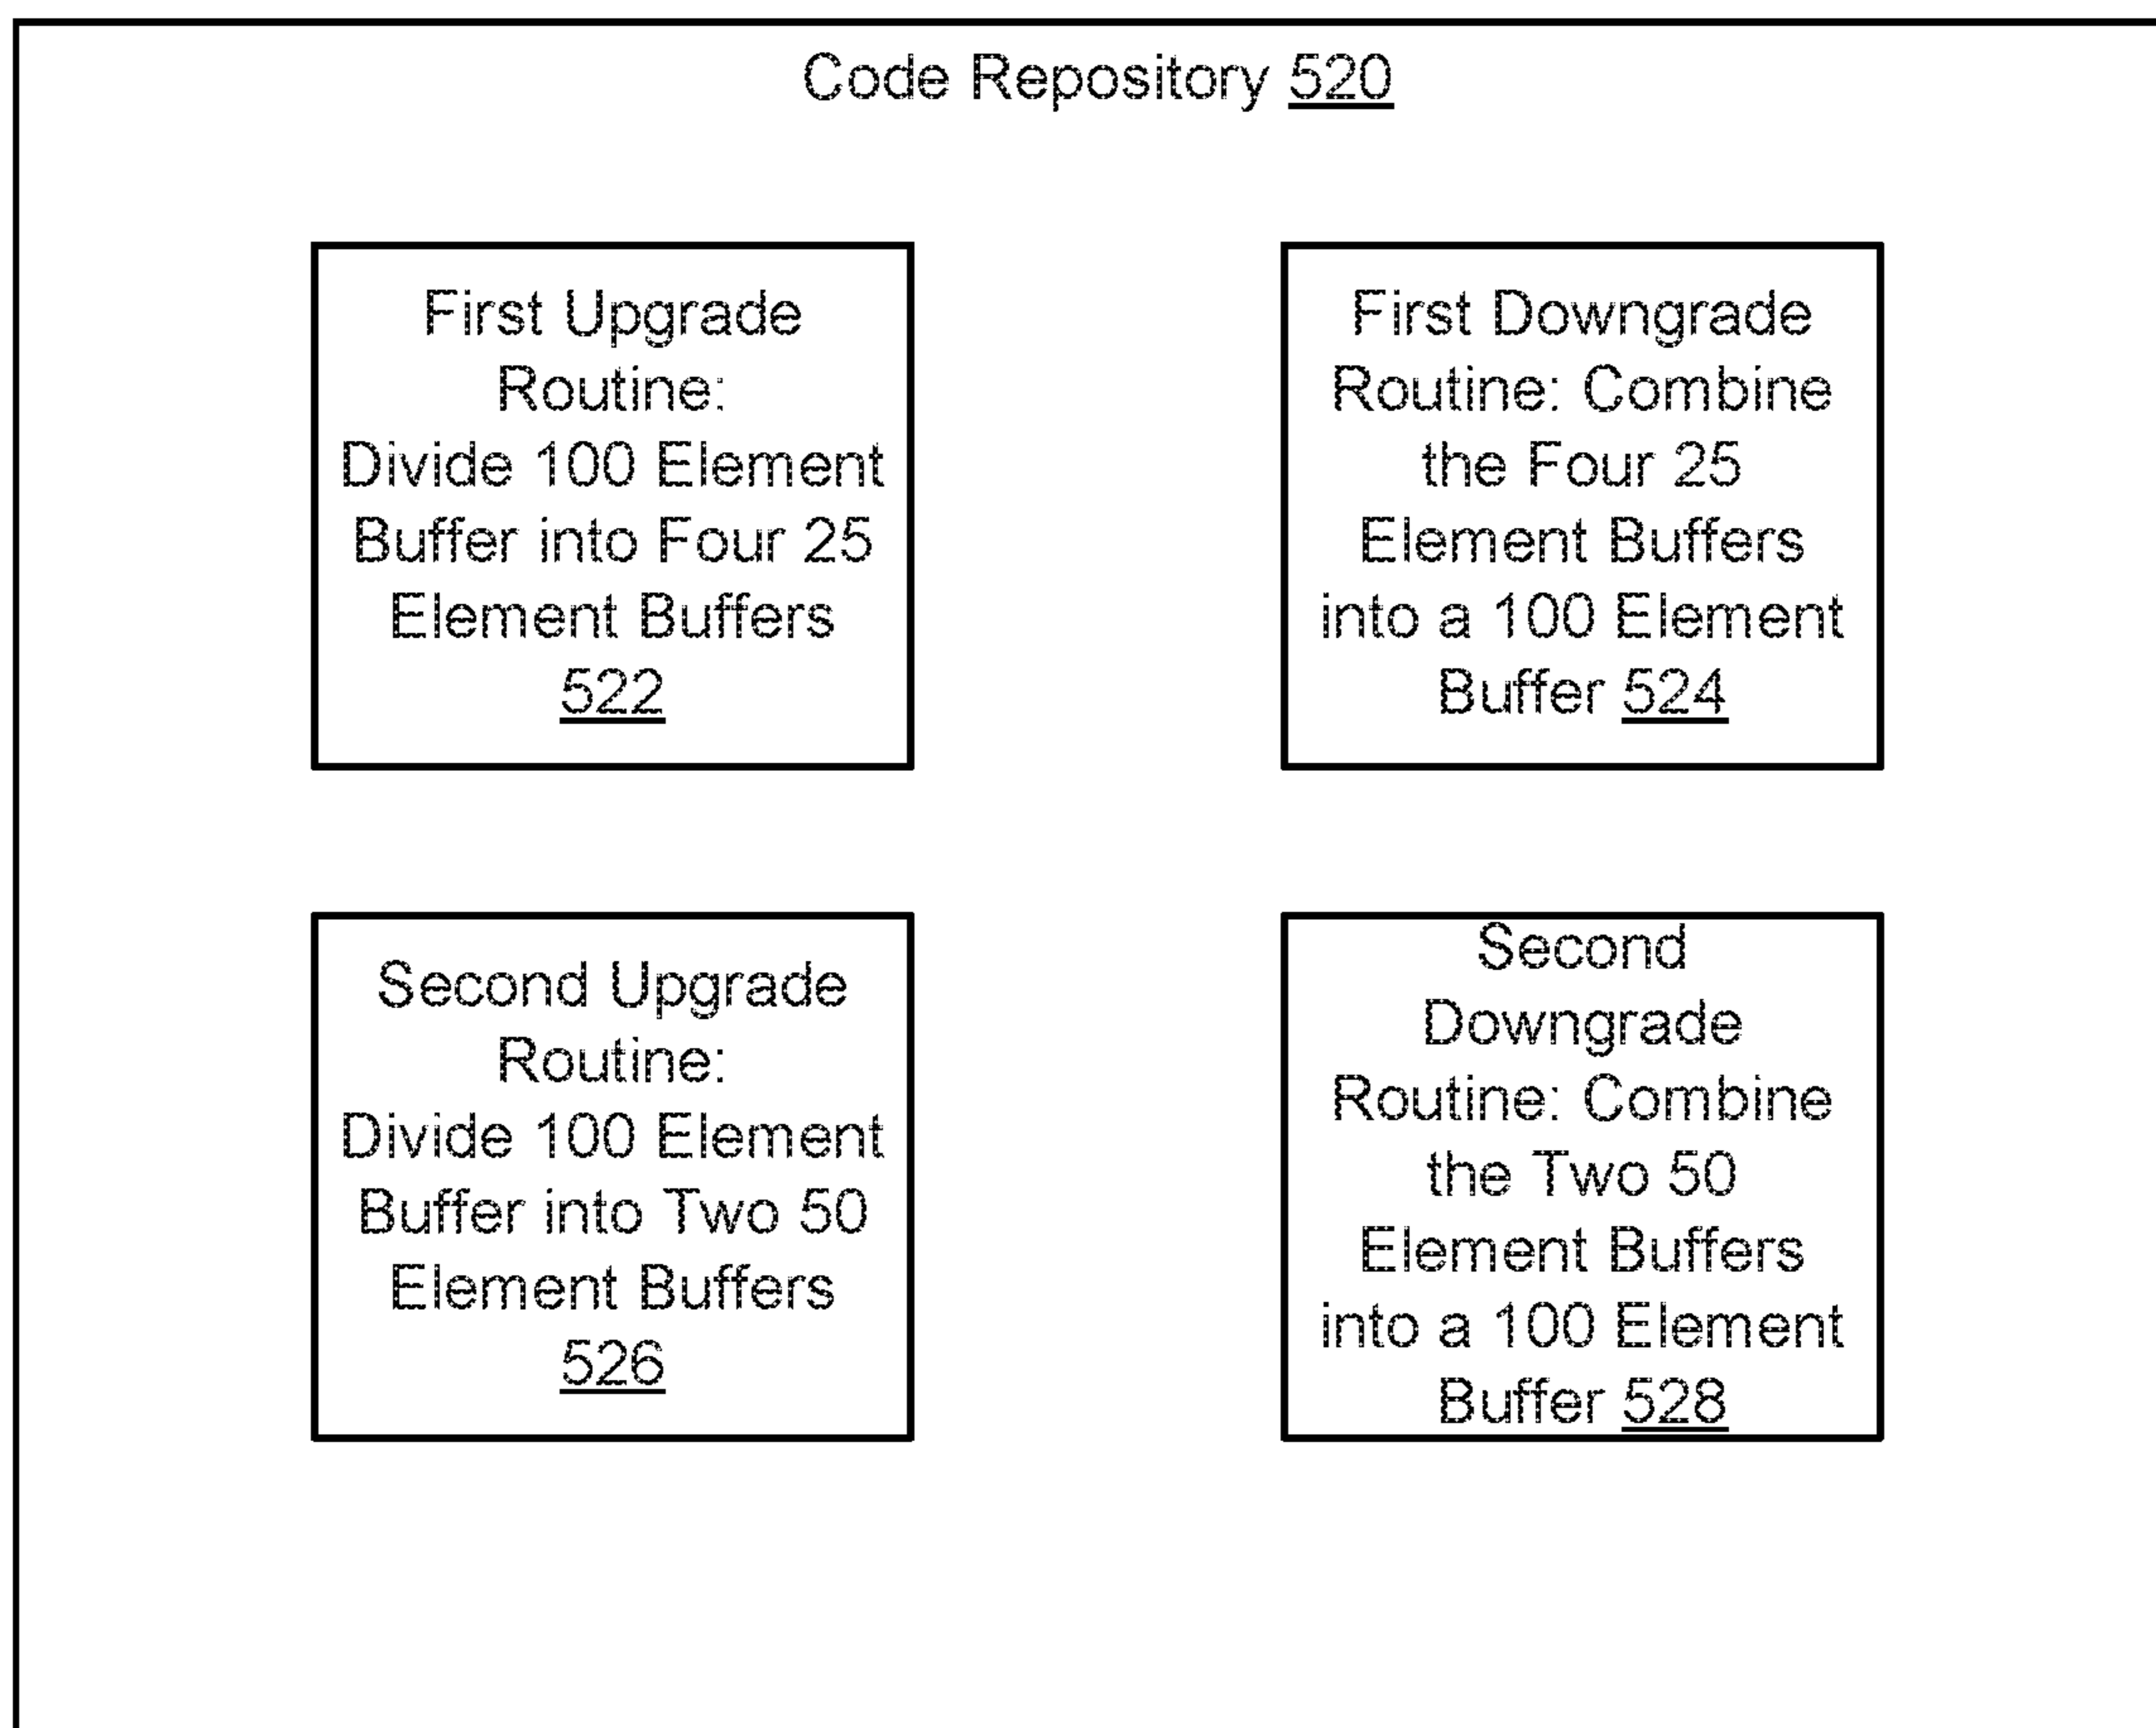 Code Repository 520
First Upgrade
Routine:
Divide 100 Element
Buffer into Four 25
Element Buffers
522
First Downgrade
Routine: Combine
the Four 25
Element Buffers
into a 100 Element
Buffer 524
Second Upgrade
Routine:
Divide 100 Element
Buffer into Two 50
Element Buffers
526
Second
Downgrade
Routine: Combine
the Two 50
Element Buffers
into a 100 Element
Buffer 528